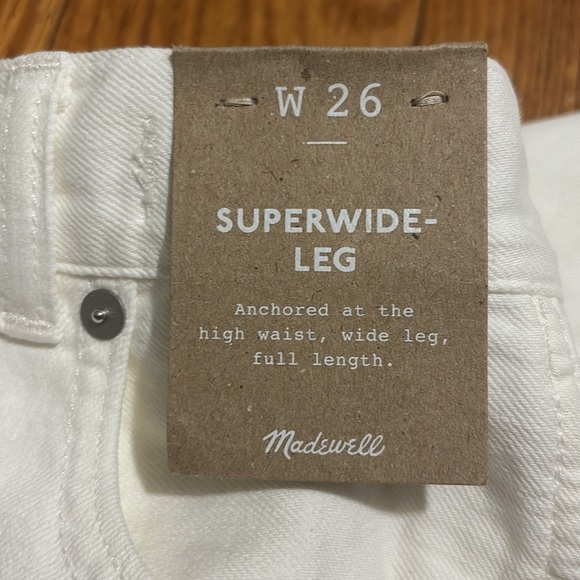 W 26
SUPERWIDE-
LEG
Anchored at the
high waist, wide leg,
full length.
Madewell